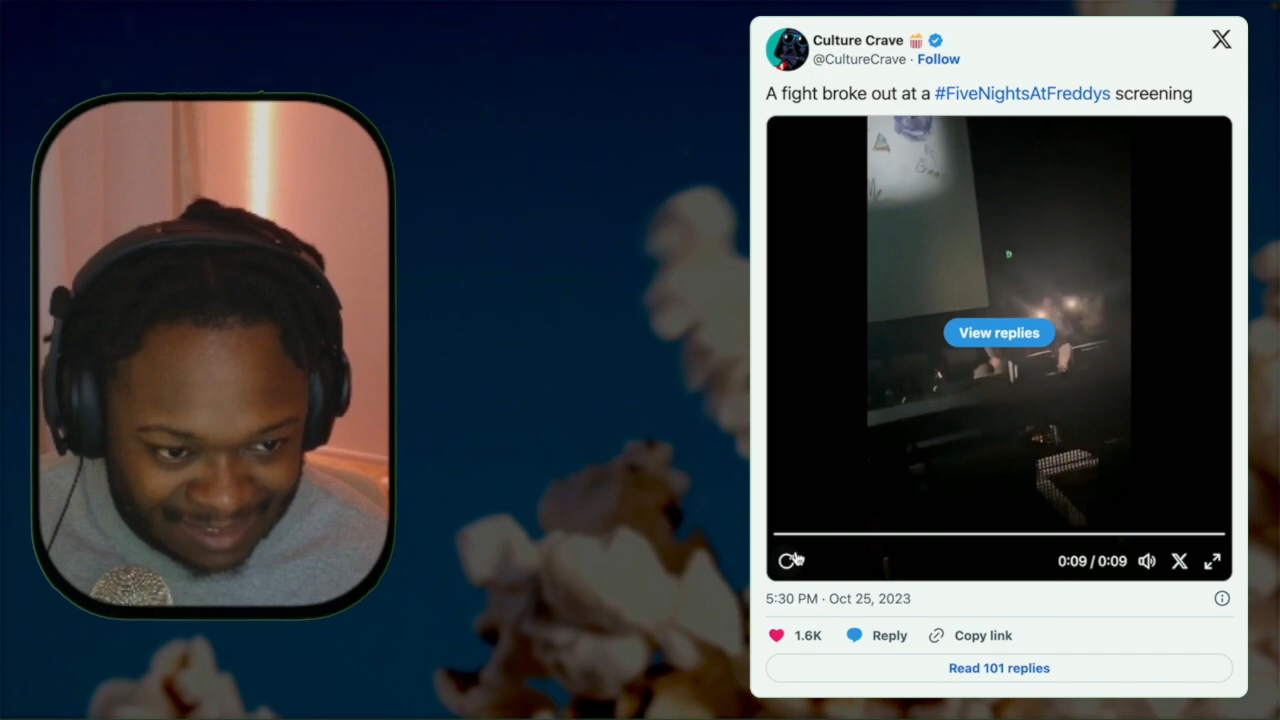 Culture Crave
@CultureCrave · Follow
A fight broke out at a #FiveNightsAtFreddys screening
View replies
0:09 / 0:09
5:30 PM · Oct 25, 2023
1.6K
Reply
Copy link
Read 101 replies